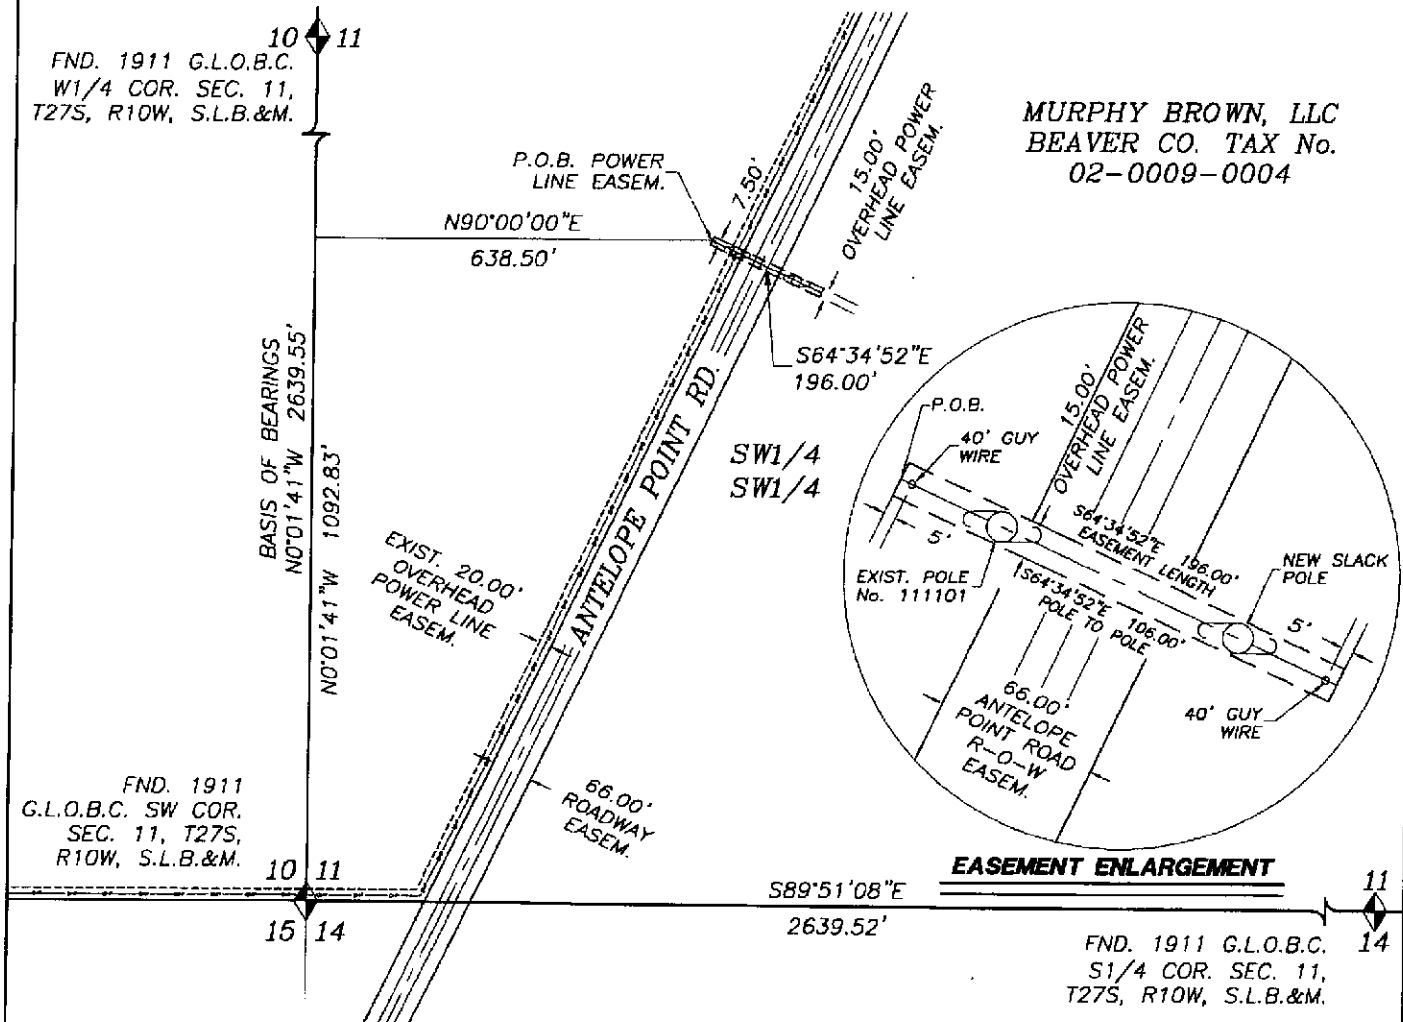 10 11
FND. 1911 G.L.O.B.C.
W1/4 COR. SEC. 11,
T27S, R10W, S.L.B.&M.
P.O.B. POWER
LINE EASEM.
7.50'
15.00'
OVERHEAD POWER
LINE EASEM.
MURPHY BROWN, LLC
BEAVER CO. TAX No.
02-0009-0004
N90°00'00"E
638.50'
S64°34'52"E
196.00'
BASIS OF BEARINGS
N0°01'41"W 2639.55'
N0°01'41"W 1092.83'
ANTELOPE POINT RD.
SW1/4
SW1/4
EXIST. 20.00'
OVERHEAD
POWER LINE
EASEM.
66.00'
ROADWAY
EASEM.
15.00'
OVERHEAD POWER
LINE EASEM.
P.O.B.
40' GUY
WIRE
5'
S64°34'52"E 196.00'
EASEMENT LENGTH
EXIST. POLE
No. 111101
S64°34'52"E 106.00'
POLE TO POLE
NEW SLACK
POLE
5'
66.00'
ANTELOPE
POINT ROAD
R-O-W
EASEM.
40' GUY
WIRE
EASEMENT ENLARGEMENT
FND. 1911
G.L.O.B.C. SW COR.
SEC. 11, T27S,
R10W, S.L.B.&M.
10 11
15 14
S89°51'08"E
2639.52'
11
14
FND. 1911 G.L.O.B.C.
S1/4 COR. SEC. 11,
T27S, R10W, S.L.B.&M.